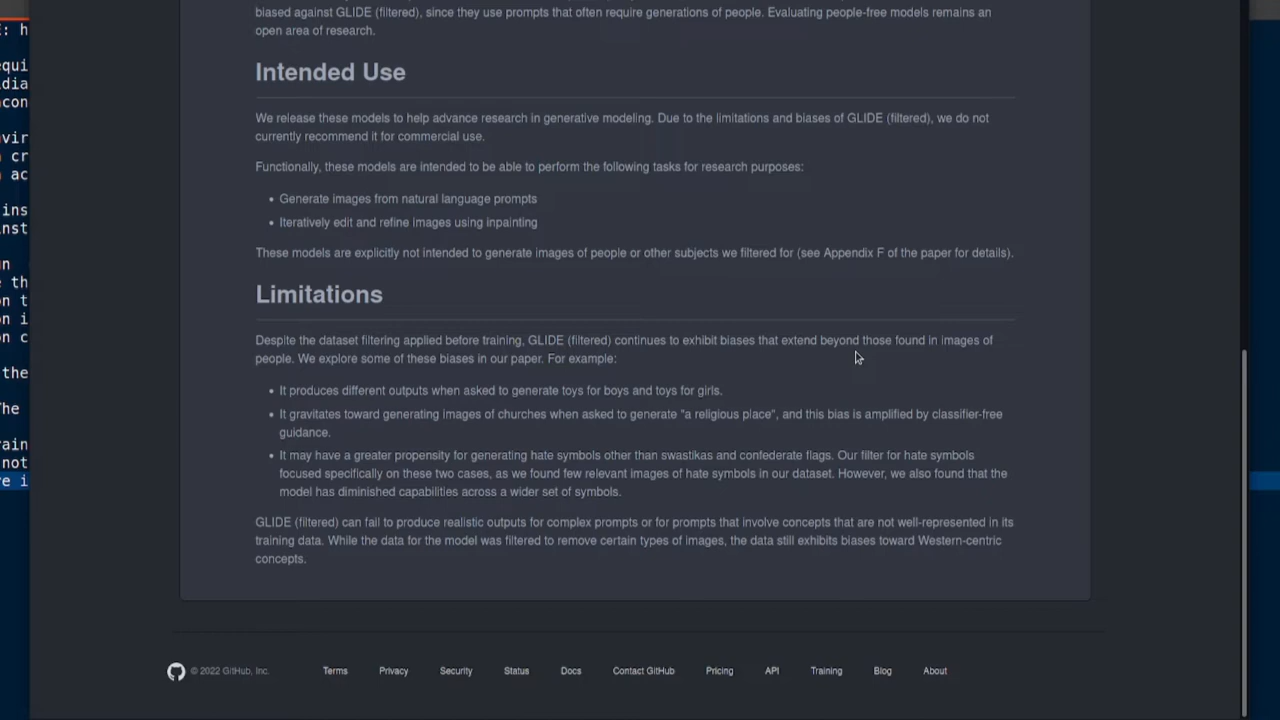 biased against GLIDE (filtered), since they use prompts that often require generations of people. Evaluating people-free models remains an
open area of research.
Intended Use
We release these models to help advance research in generative modeling. Due to the limitations and biases of GLIDE (filtered), we do not
currently recommend it for commercial use.
Functionally, these models are intended to be able to perform the following tasks for research purposes:
• Generate images from natural language prompts
• Iteratively edit and refine images using inpainting
These models are explicitly not intended to generate images of people or other subjects we filtered for (see Appendix F of the paper for details).
Limitations
Despite the dataset filtering applied before training, GLIDE (filtered) continues to exhibit biases that extend beyond those found in images of
people. We explore some of these biases in our paper. For example:
• It produces different outputs when asked to generate toys for boys and toys for girls.
• It gravitates toward generating images of churches when asked to generate "a religious place", and this bias is amplified by classifier-free
guidance.
• It may have a greater propensity for generating hate symbols other than swastikas and confederate flags. Our filter for hate symbols
focused specifically on these two cases, as we found few relevant images of hate symbols in our dataset. However, we also found that the
model has diminished capabilities across a wider set of symbols.
GLIDE (filtered) can fail to produce realistic outputs for complex prompts or for prompts that involve concepts that are not well-represented in its
training data. While the data for the model was filtered to remove certain types of images, the data still exhibits biases toward Western-centric
concepts.
© 2022 GitHub, Inc. Terms Privacy Security Status Docs Contact GitHub Pricing API Training Blog About